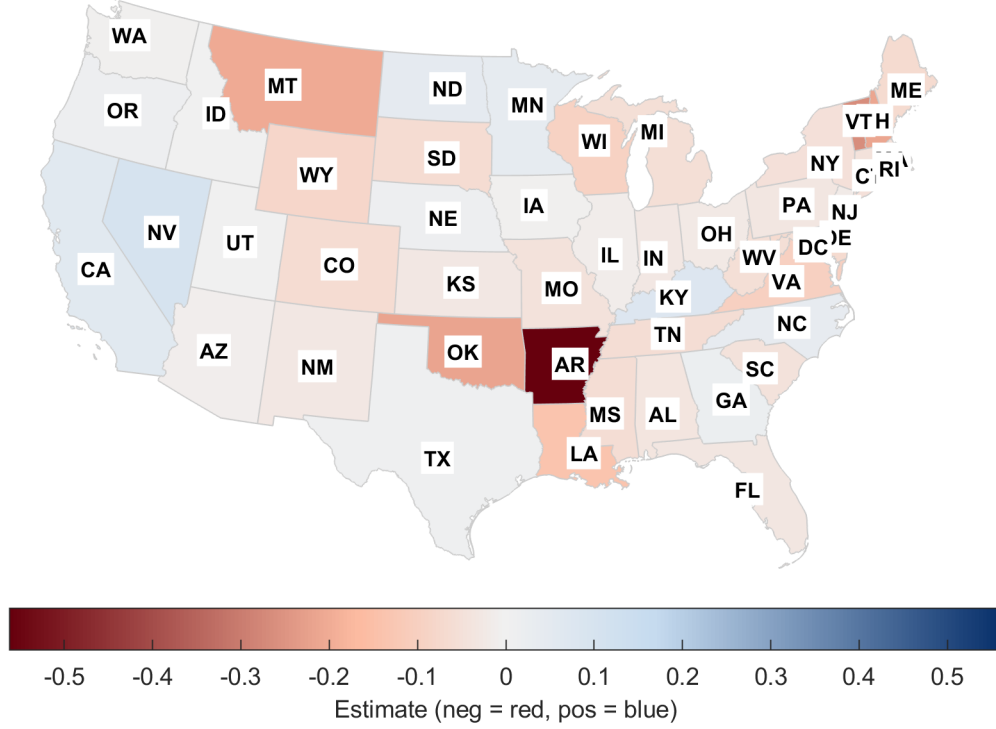 WA
MT
ND
MN
ME
OR
ID
VT
H
WI
MI
SD
NY
RI
WY
NE
IA
PA
NJ
NV
UT
OH
DC
CO
IL
IN
WV
CA
KS
MO
VA
KY
NC
AZ
OK
TN
NM
AR
SC
GA
MS
AL
TX
LA
FL
-0.5 -0.4 -0.3 -0.2 -0.1 0 0.1 0.2 0.3 0.4 0.5
Estimate (neg = red, pos = blue)